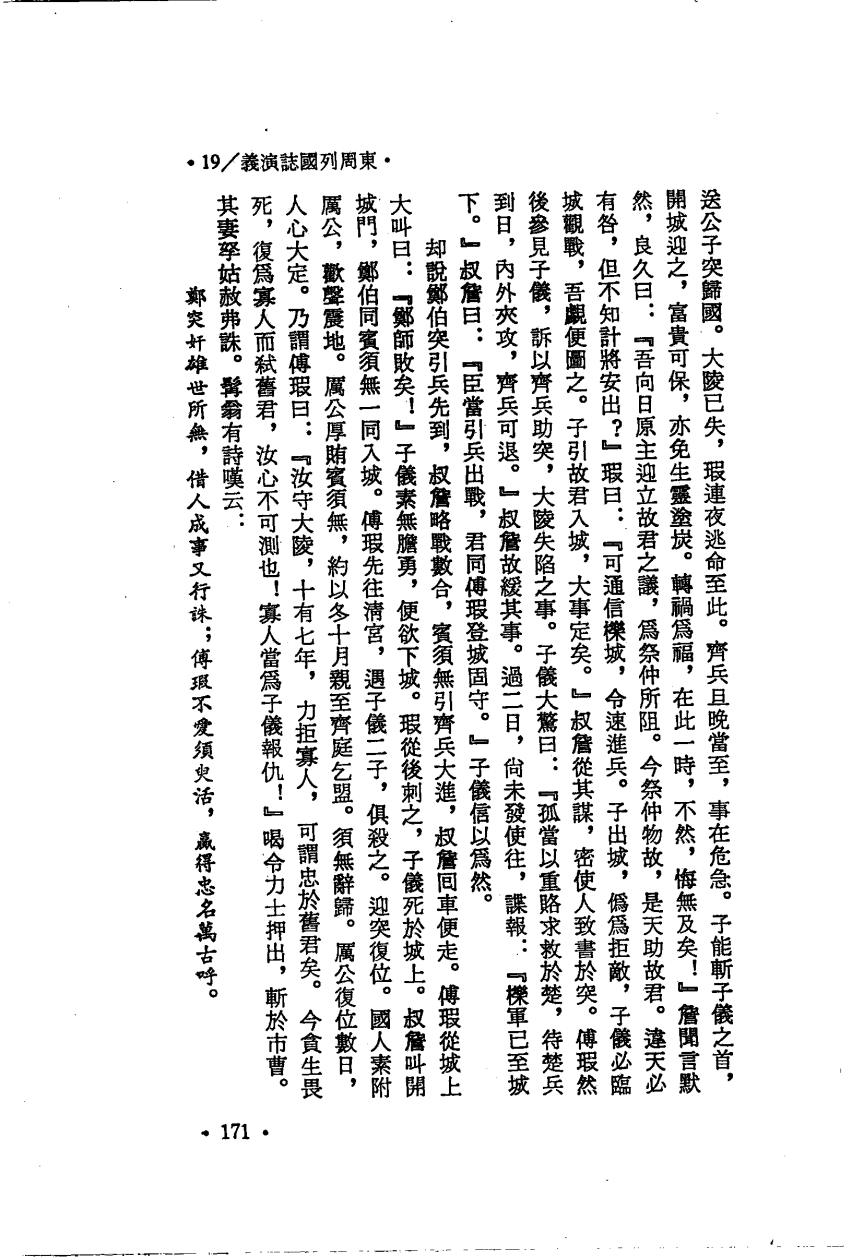 •東周列國誌演義/19•
送公子突歸國。大陵已失，瑕連夜逃命至此。齊兵旦晚當至，事在危急。子能斬子儀之首，
開城迎之，富貴可保，亦免生靈塗炭。轉禍爲福，在此一時，不然，悔無及矣！』詹聞言默
然，良久曰：『吾向日原主迎立故君之議，爲祭仲所阻。今祭仲物故，是天助故君。違天必
有咎，但不知計將安出？』瑕曰：『可通信櫟城，令速進兵。子出城，僞爲拒敵，子儀必臨
城觀戰，吾覷便圖之。子引故君入城，大事定矣。』叔詹從其謀，密使人致書於突。傅瑕然
後參見子儀，訴以齊兵助突，大陵失陷之事。子儀大驚曰：『孤當以重賂求救於楚，待楚兵
到日，內外夾攻，齊兵可退。』叔詹故緩其事。過二日，尙未發使往，諜報：『櫟軍已至城
下。』叔詹曰：『臣當引兵出戰，君同傅瑕登城固守。』子儀信以爲然。
却說鄭伯突引兵先到，叔詹略戰數合，賓須無引齊兵大進，叔詹回車便走。傅瑕從城上
大叫曰：『鄭師敗矣！』子儀素無膽勇，便欲下城。瑕從後刺之，子儀死於城上。叔詹叫開
城門，鄭伯同賓須無一同入城。傅瑕先往清宮，遇子儀二子，俱殺之。迎突復位。國人素附
厲公，歡聲震地。厲公厚賄賓須無，約以冬十月親至齊庭乞盟。須無辭歸。厲公復位數日，
人心大定。乃謂傅瑕曰：『汝守大陵，十有七年，力拒寡人，可謂忠於舊君矣。今貪生畏
死，復爲寡人而弒舊君，汝心不可測也！寡人當爲子儀報仇！』喝令力士押出，斬於市曹。
其妻孥姑赦弗誅。髯翁有詩嘆云：
鄭突奸雄世所無，借人成事又行誅；傅瑕不愛須臾活，贏得忠名萬古呼。
•171•